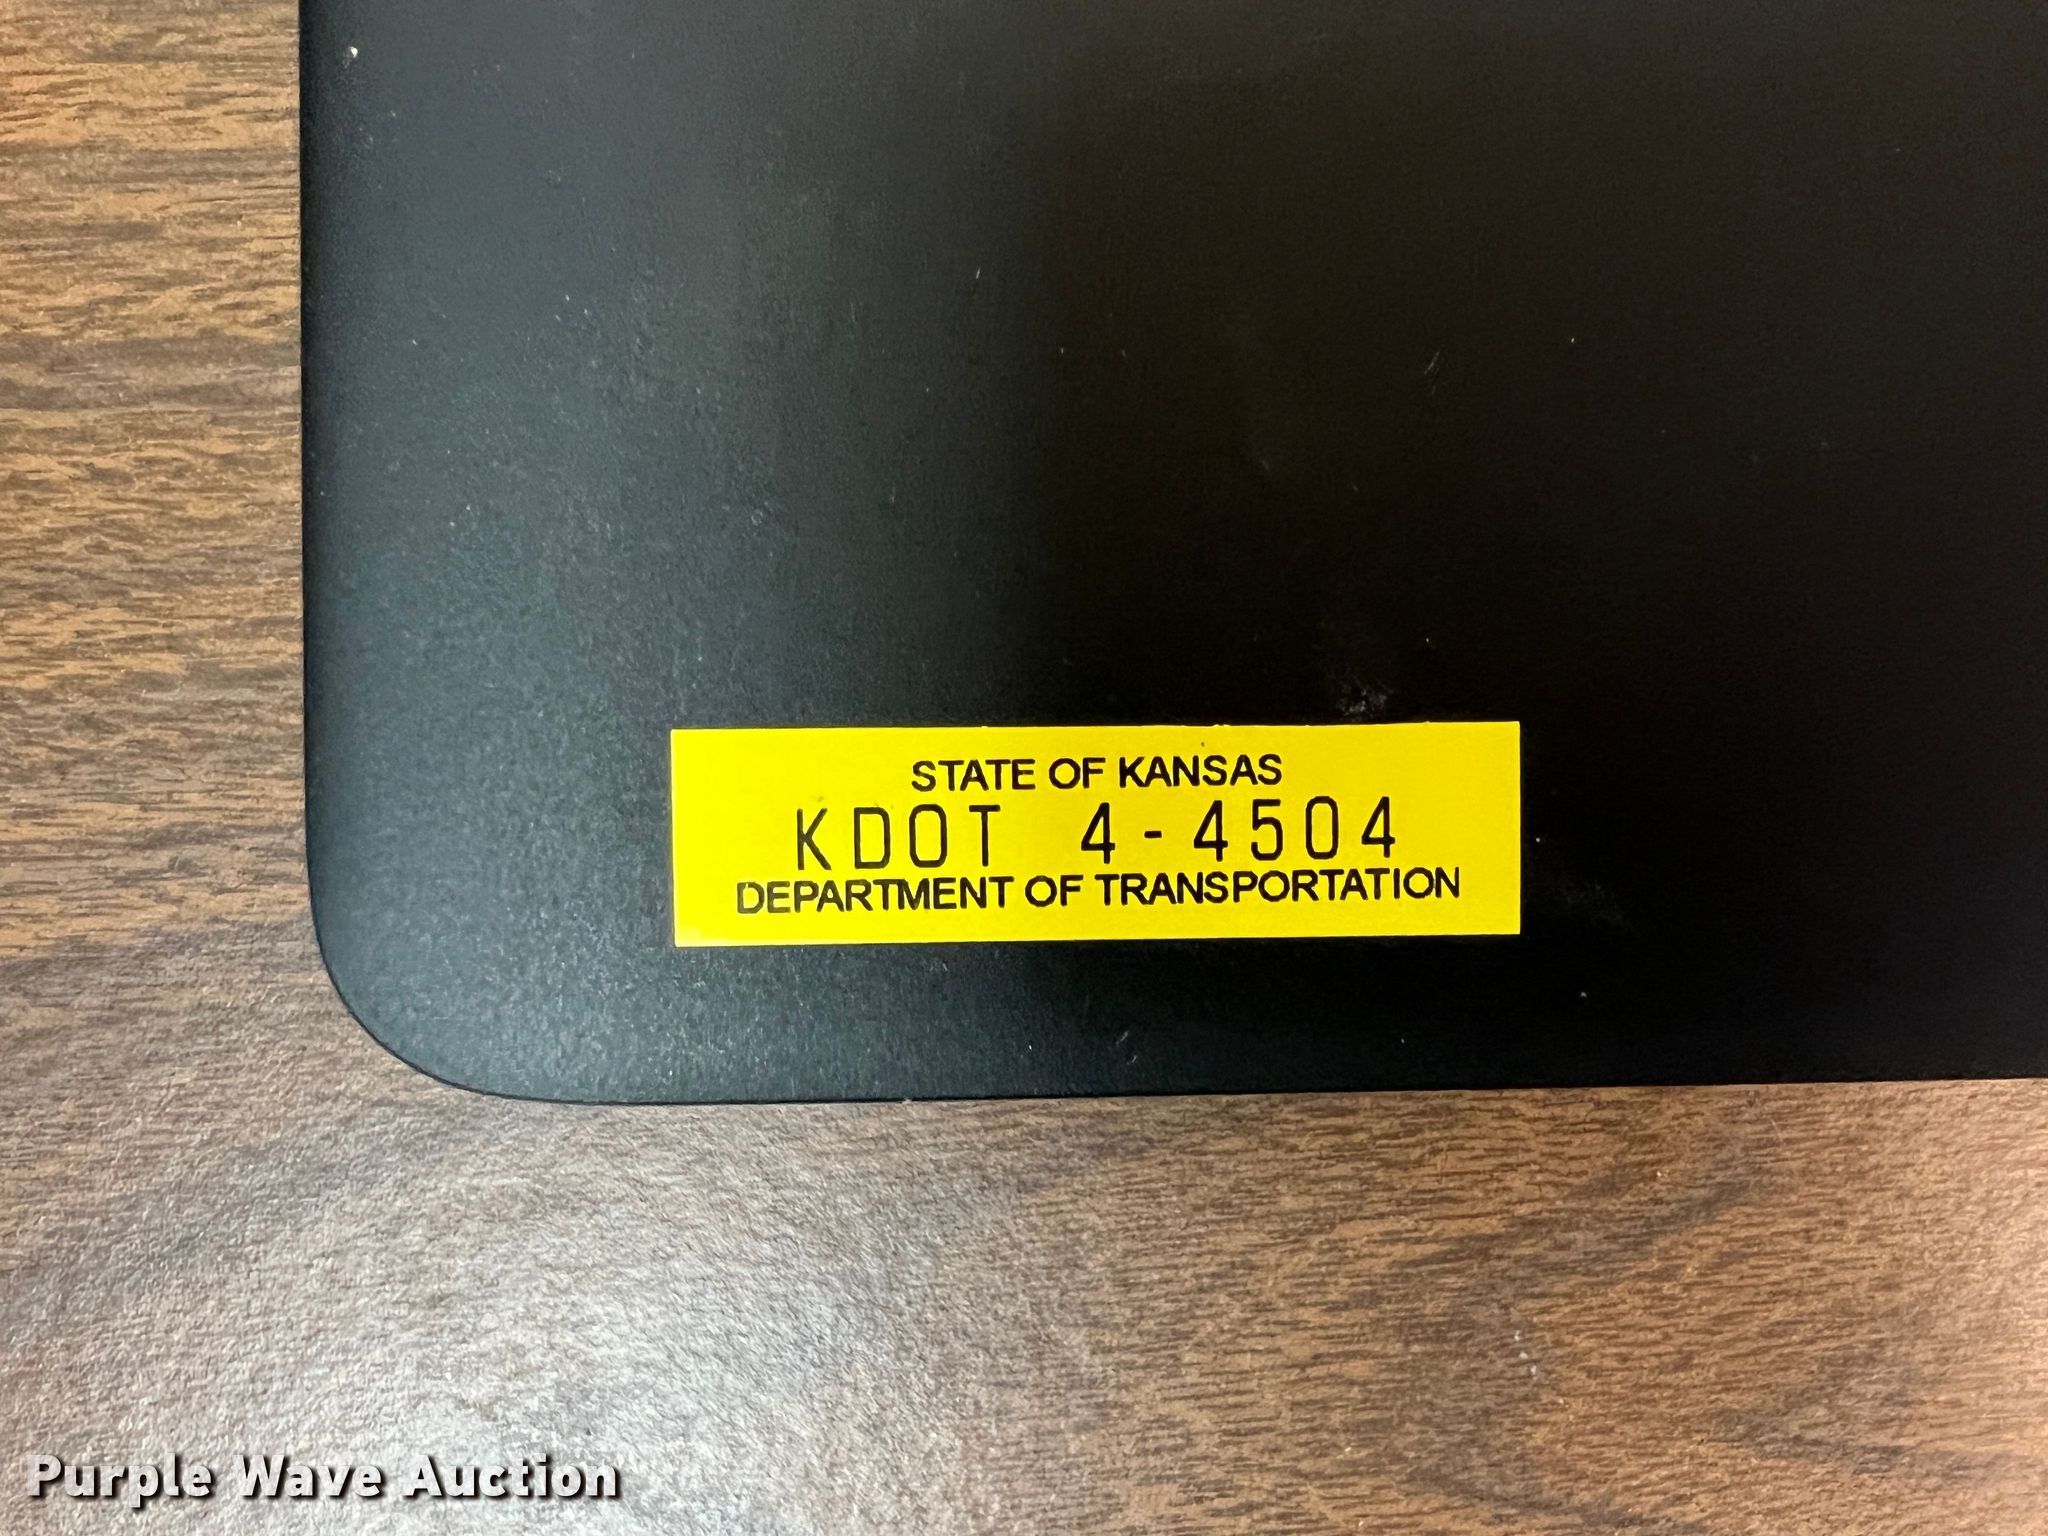 STATE OF KANSAS
KDOT 4-4504
DEPARTMENT OF TRANSPORTATION
Purple Wave Auction